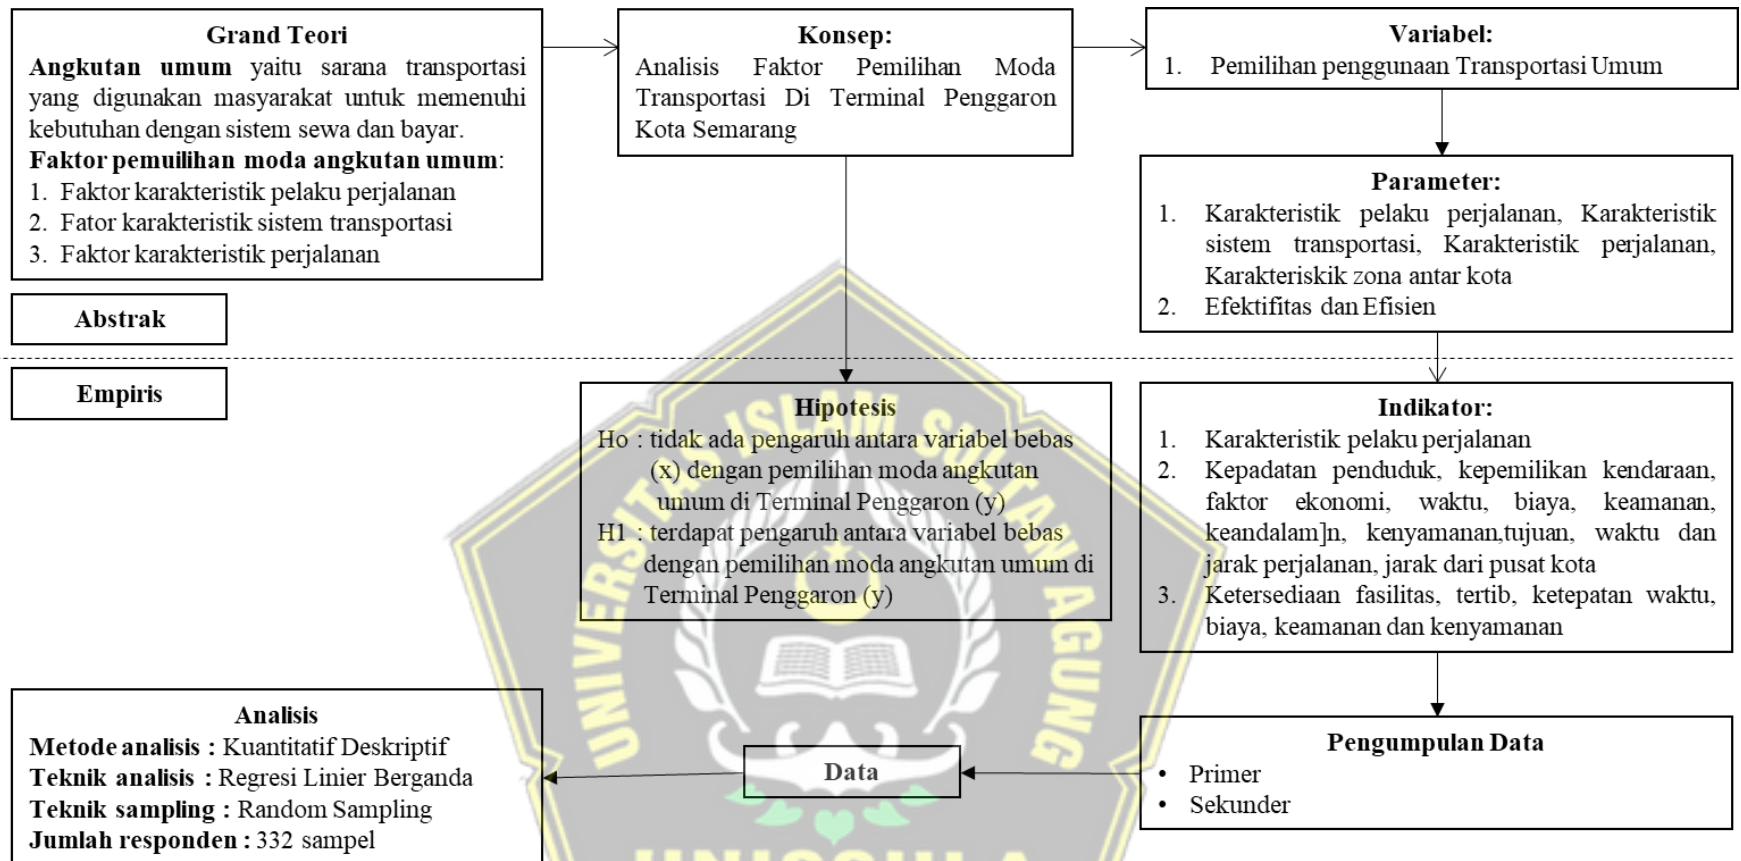 Grand Teori
Angkutan umum yaitu sarana transportasi
yang digunakan masyarakat untuk memenuhi
kebutuhan dengan sistem sewa dan bayar.
Faktor pemuilihan moda angkutan umum:
1. Faktor karakteristik pelaku perjalanan
2. Fator karakteristik sistem transportasi
3. Faktor karakteristik perjalanan
Konsep:
Analisis Faktor Pemilihan Moda
Transportasi Di Terminal Penggaron
Kota Semarang
Variabel:
1. Pemilihan penggunaan Transportasi Umum
Parameter:
1. Karakteristik pelaku perjalanan, Karakteristik
sistem transportasi, Karakteristik perjalanan,
Karakteriskik zona antar kota
2. Efektifitas dan Efisien
Abstrak
Empiris
Hipotesis
Ho : tidak ada pengaruh antara variabel bebas
(x) dengan pemilihan moda angkutan
umum di Terminal Penggaron (y)
H1 : terdapat pengaruh antara variabel bebas
dengan pemilihan moda angkutan umum di
Terminal Penggaron (y)
Indikator:
1. Karakteristik pelaku perjalanan
2. Kepadatan penduduk, kepemilikan kendaraan,
faktor ekonomi, waktu, biaya, keamanan,
keandalam]n, kenyamanan,tujuan, waktu dan
jarak perjalanan, jarak dari pusat kota
3. Ketersediaan fasilitas, tertib, ketepatan waktu,
biaya, keamanan dan kenyamanan
Pengumpulan Data
• Primer
• Sekunder
Data
Analisis
Metode analisis : Kuantitatif Deskriptif
Teknik analisis : Regresi Linier Berganda
Teknik sampling : Random Sampling
Jumlah responden : 332 sampel
UNIVERSITAS ISLAM SULTAN AGUNG
UNISSULA